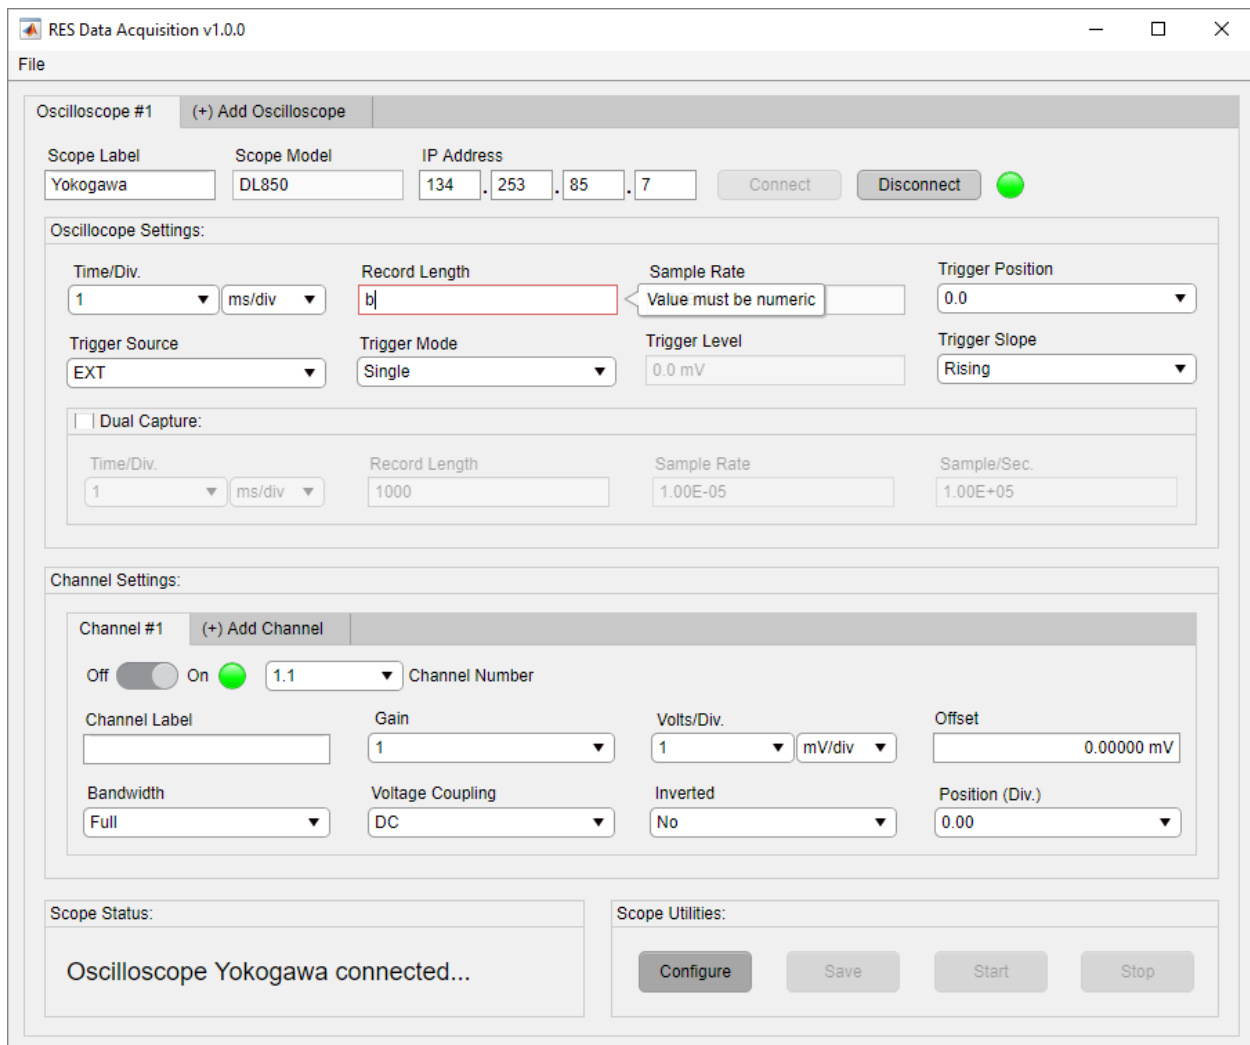 RES Data Acquisition v1.0.0
File
Oscilloscope #1 (+) Add Oscilloscope
Scope Label Scope Model IP Address
Yokogawa DL850 134 . 253 . 85 . 7 Connect Disconnect
Oscillocope Settings:
Time/Div. Record Length Sample Rate Trigger Position
1 ms/div b Value must be numeric 0.0
Trigger Source Trigger Mode Trigger Level Trigger Slope
EXT Single 0.0 mV Rising
Dual Capture:
Time/Div. Record Length Sample Rate Sample/Sec.
1 ms/div 1000 1.00E-05 1.00E+05
Channel Settings:
Channel #1 (+) Add Channel
Off On 1.1 Channel Number
Channel Label Gain Volts/Div. Offset
1 1 mV/div 0.00000 mV
Bandwidth Voltage Coupling Inverted Position (Div.)
Full DC No 0.00
Scope Status: Scope Utilities:
Oscilloscope Yokogawa connected... Configure Save Start Stop